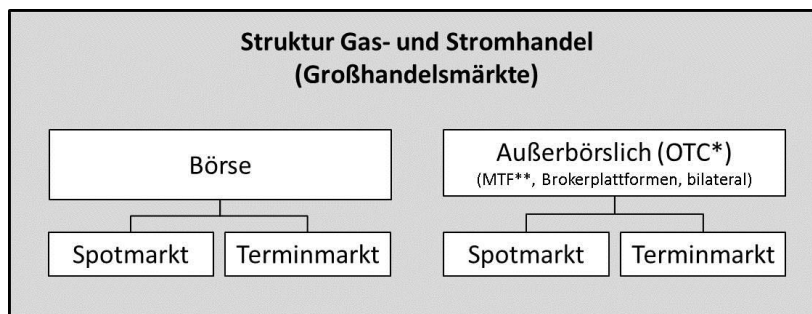 Struktur Gas- und Stromhandel
(Großhandelsmärkte)
Börse
Außerbörslich (OTC*)
(MTF**, Brokerplattformen, bilateral)
Spotmarkt
Terminmarkt
Spotmarkt
Terminmarkt